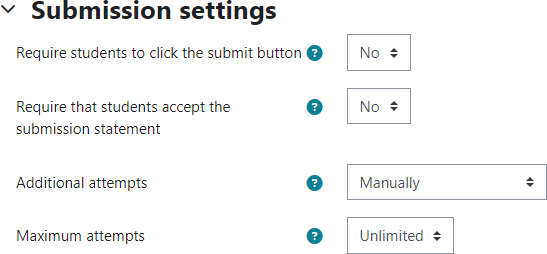 Submission settings
Require students to click the submit button ? No
Require that students accept the ? No
submission statement
Additional attempts ? Manually
Maximum attempts ? Unlimited